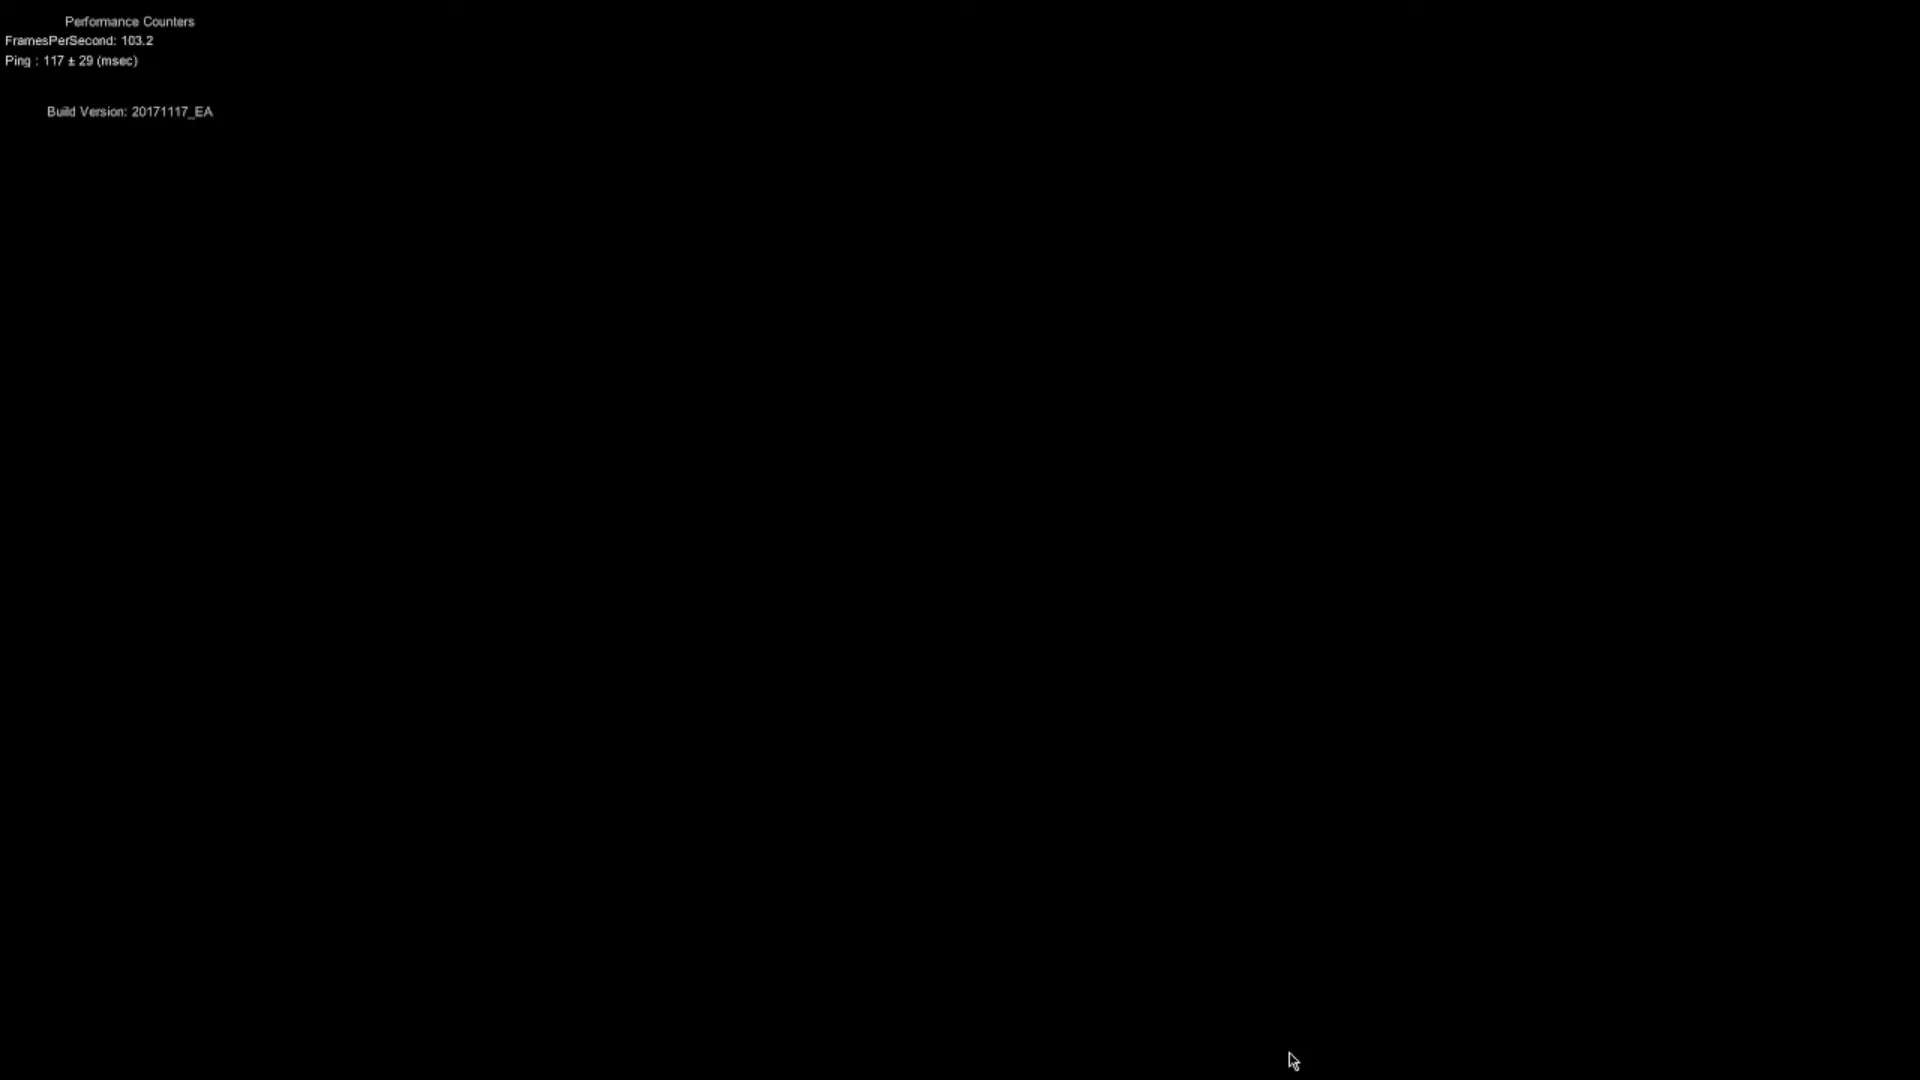 Performance Counters
FramesPerSecond: 103.2
Ping : 117 ± 29 (msec)
Build Version: 20171117_EA